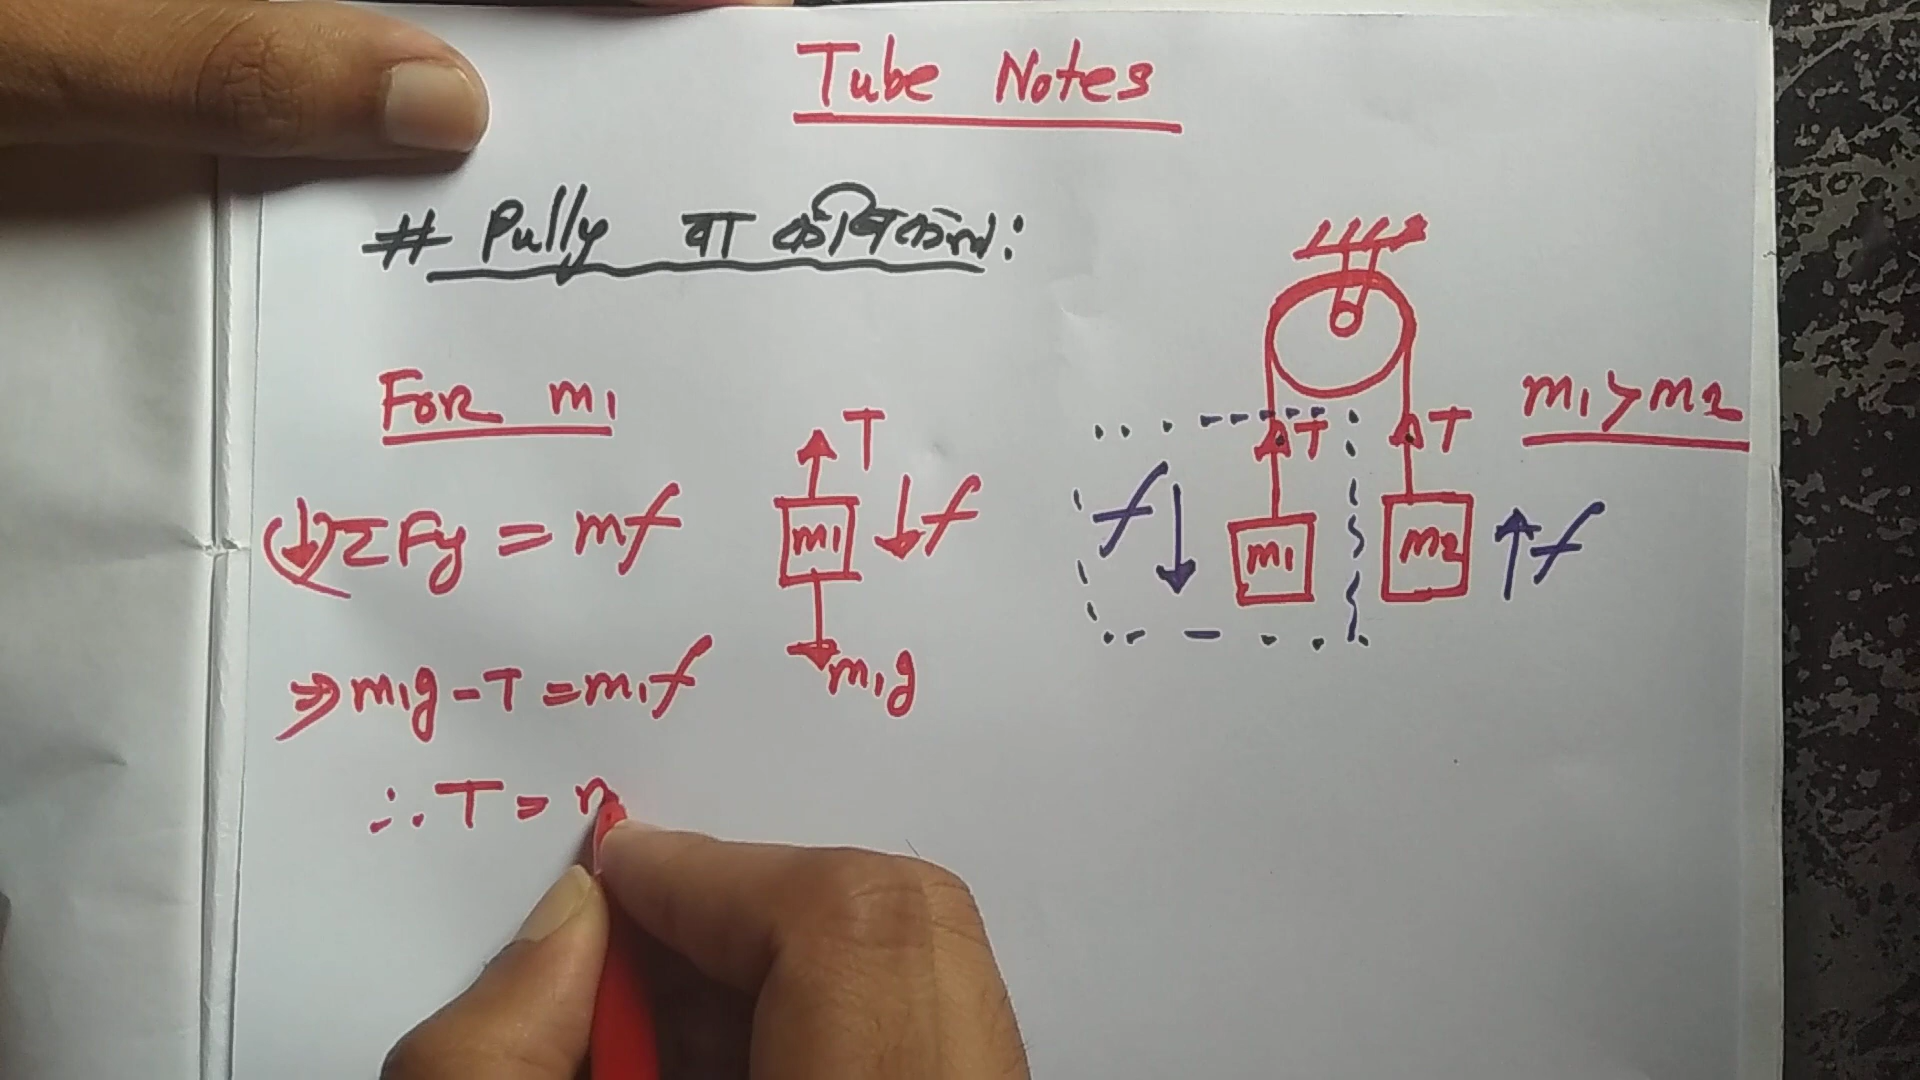 Tube Notes
# Pully বা কপিকল:
For m1
(↓) ΣFy = mf
⇒ m1g - T = m1f
∴ T =
T
m1
↓ f
m1g
T
T
m1 > m2
f ↓
m1
m2
↑ f